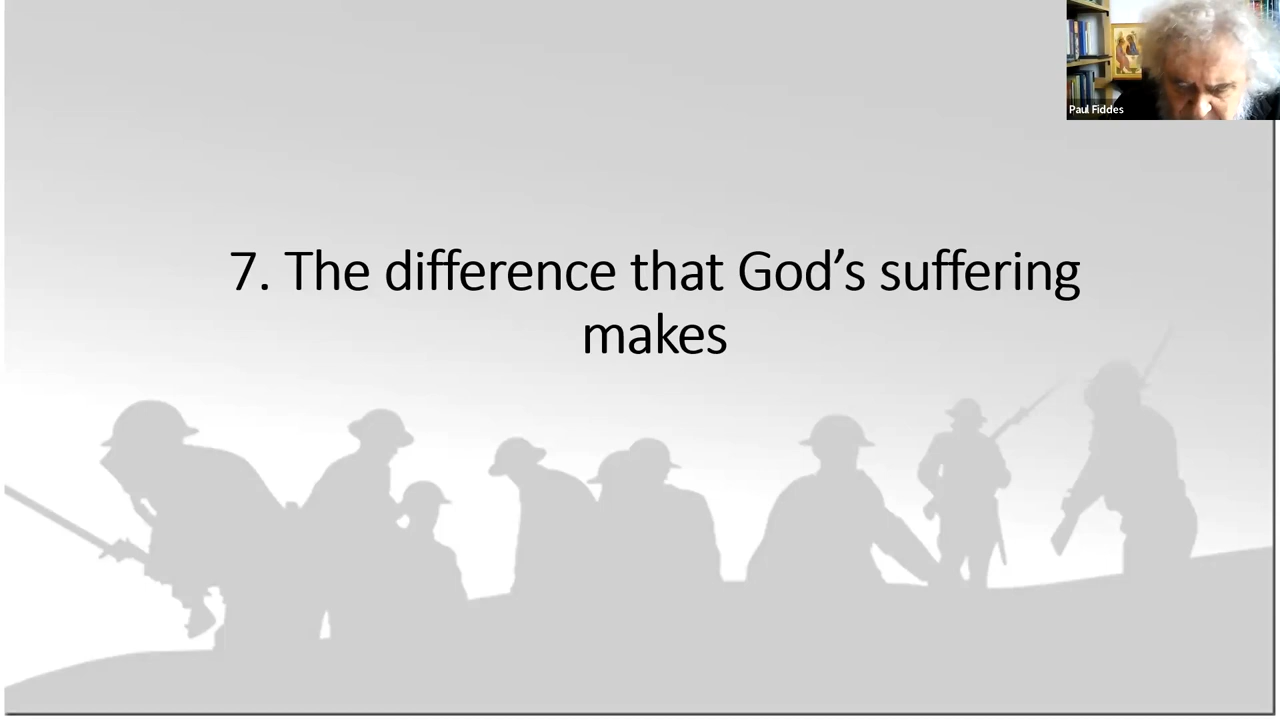 Paul Fiddes
7. The difference that God’s suffering
makes